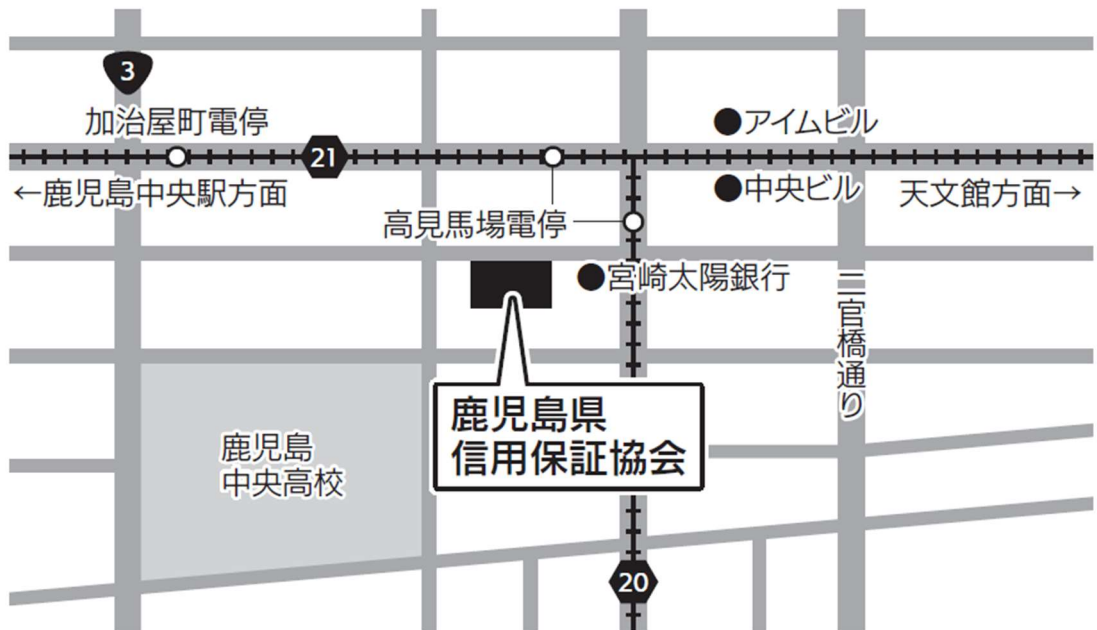 3
加治屋町電停
●アイムビル
21
←鹿児島中央駅方面
●中央ビル
天文館方面→
高見馬場電停
●宮崎太陽銀行
二官橋通り
鹿児島県
信用保証協会
鹿児島
中央高校
20